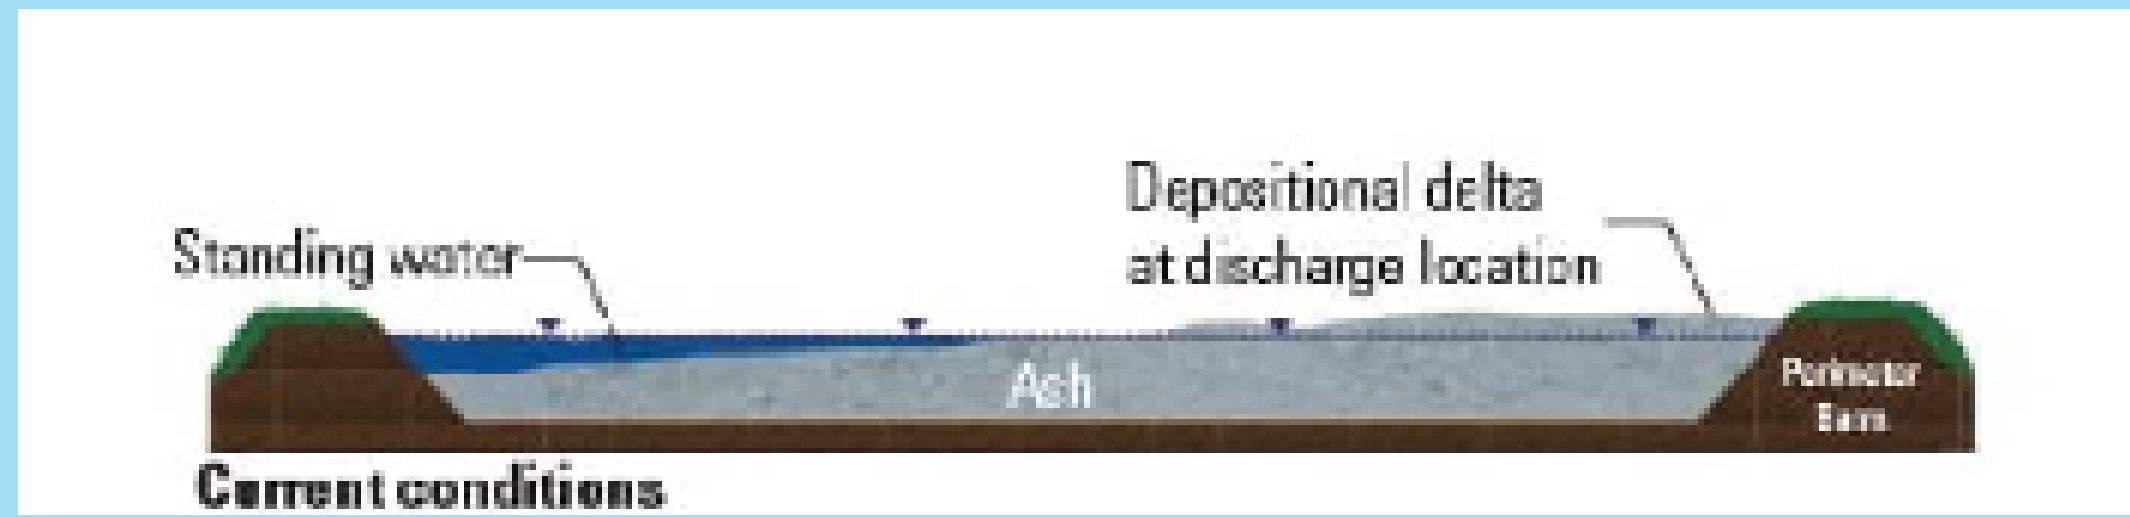 Depositional delta
at discharge location
Standing water
Ash
Perimeter
Berm
Current conditions